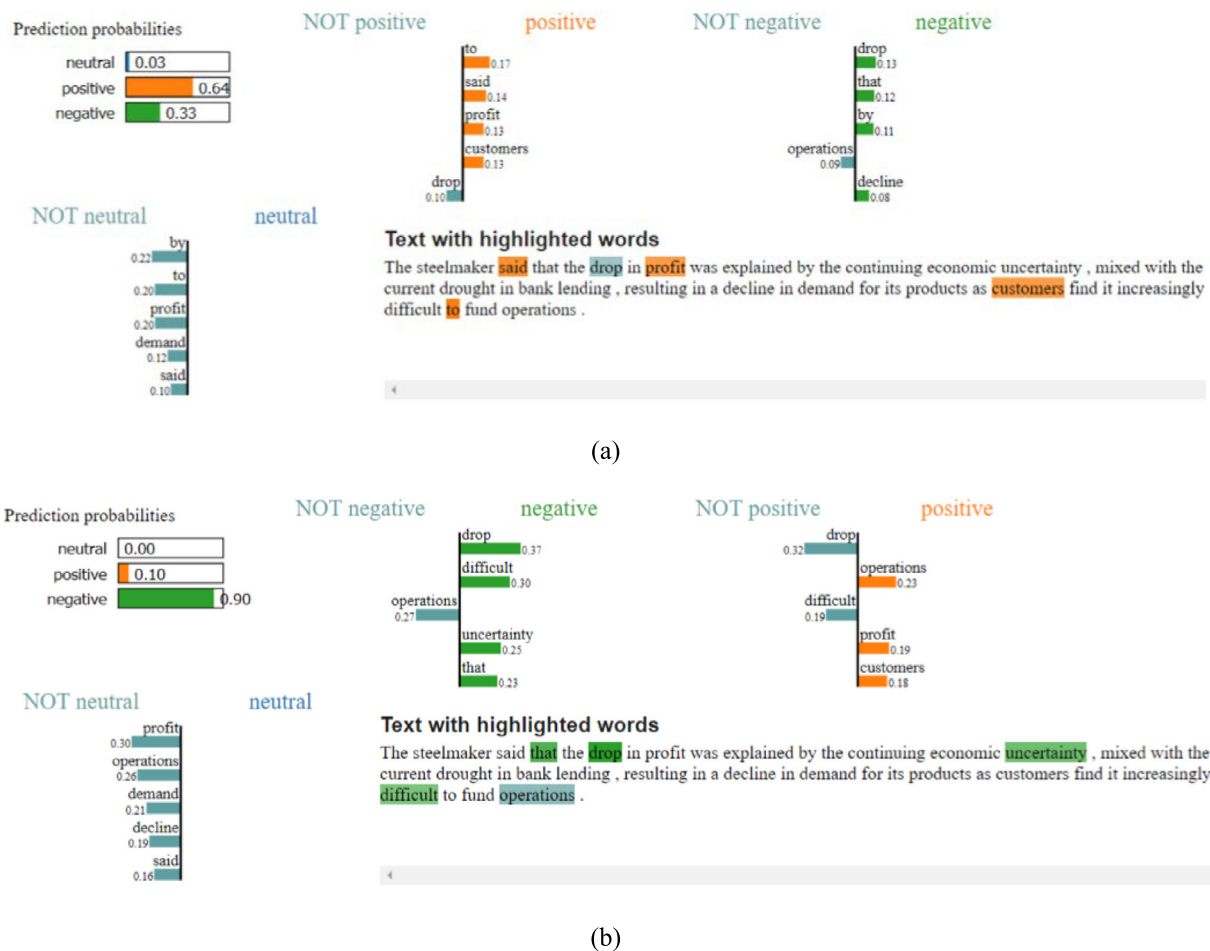 Prediction probabilities
neutral 0.03
positive 0.64
negative 0.33
NOT positive positive
to
0.17
said
0.14
profit
0.13
customers
0.13
drop
0.10
NOT negative negative
drop
0.13
that
0.12
by
0.11
operations
0.09
decline
0.08
NOT neutral neutral
by
0.22
to
0.20
profit
0.20
demand
0.12
said
0.10
Text with highlighted words
The steelmaker said that the drop in profit was explained by the continuing economic uncertainty , mixed with the
current drought in bank lending , resulting in a decline in demand for its products as customers find it increasingly
difficult to fund operations .
(a)
Prediction probabilities
neutral 0.00
positive 0.10
negative 0.90
NOT negative negative
drop
0.37
difficult
0.30
operations
0.27
uncertainty
0.25
that
0.23
NOT positive positive
drop
0.32
operations
0.23
difficult
0.19
profit
0.19
customers
0.18
NOT neutral neutral
profit
0.30
operations
0.26
demand
0.21
decline
0.19
said
0.16
Text with highlighted words
The steelmaker said that the drop in profit was explained by the continuing economic uncertainty , mixed with the
current drought in bank lending , resulting in a decline in demand for its products as customers find it increasingly
difficult to fund operations .
(b)